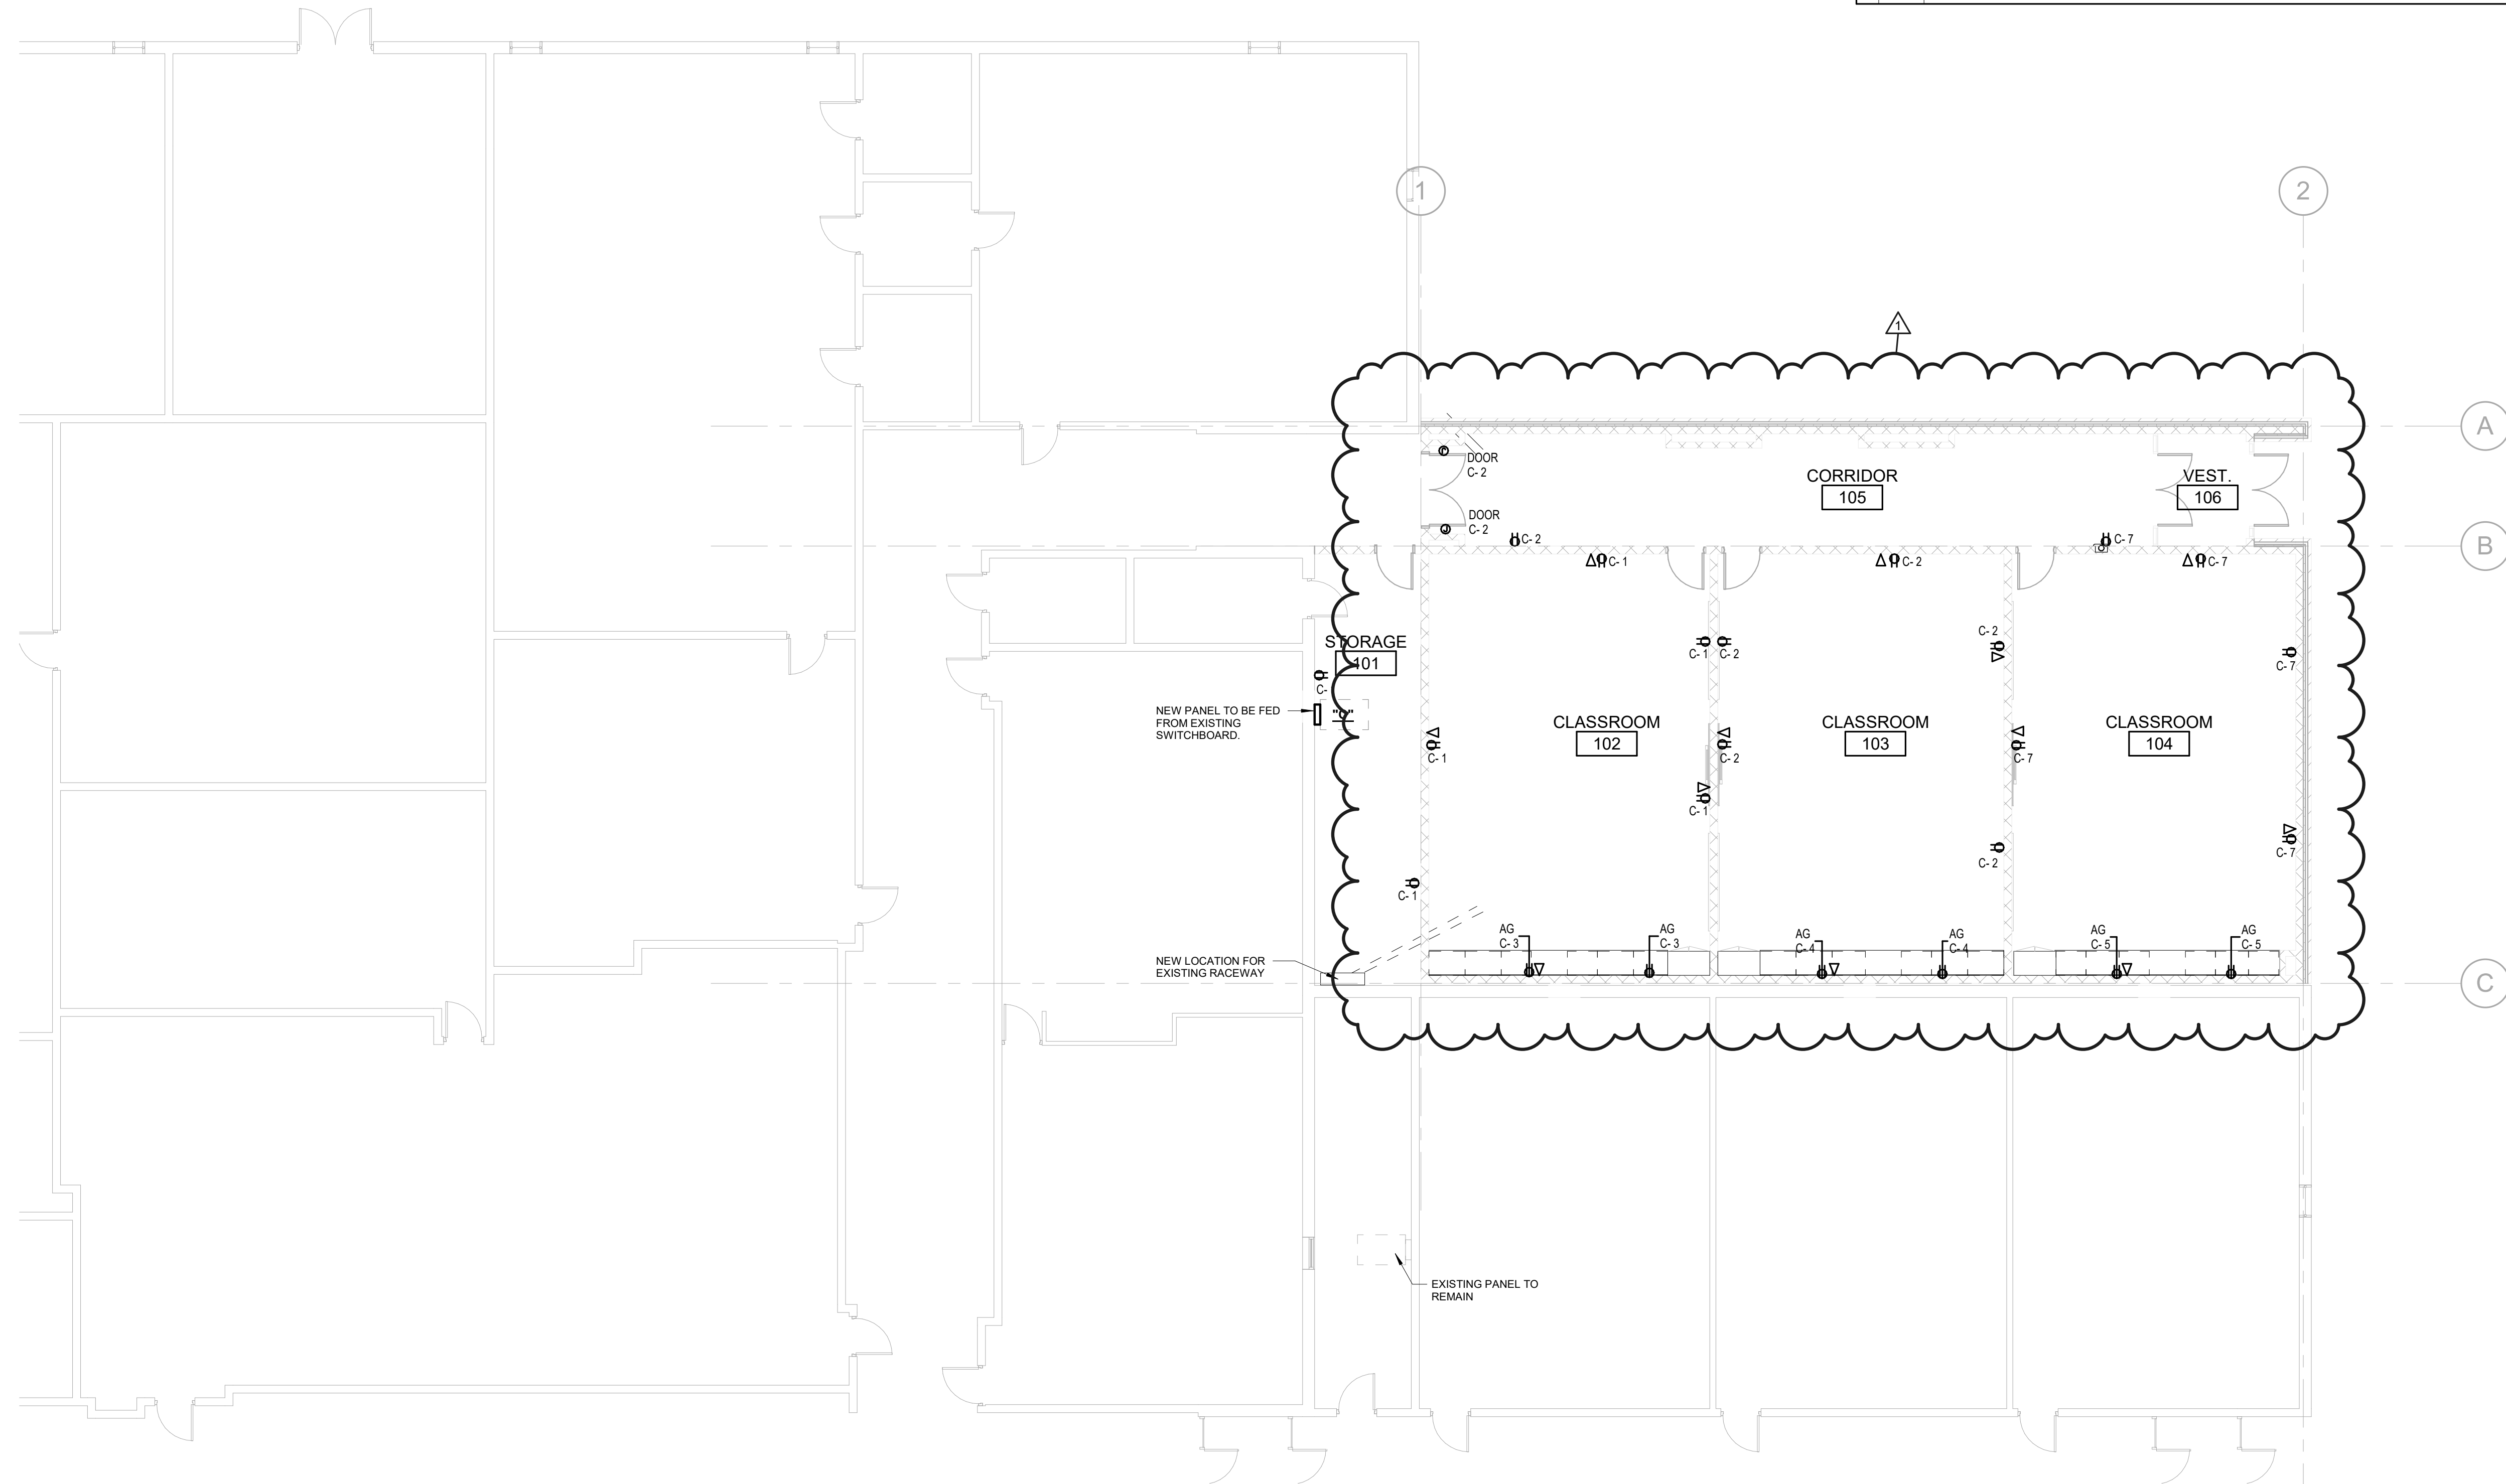 1
2
1
A
DOOR
C- 2
CORRIDOR
105
VEST.
106
DOOR
C- 2
C- 2
C- 7
B
C- 1
C- 2
C- 7
STORAGE
101
C-
C- 1
C- 2
C- 2
C- 7
NEW PANEL TO BE FED
FROM EXISTING
SWITCHBOARD.
CLASSROOM
102
CLASSROOM
103
CLASSROOM
104
C- 1
C- 2
C- 7
C- 1
C- 2
C- 7
C- 1
AG
C- 3
AG
C- 3
AG
C- 4
AG
C- 4
AG
C- 5
AG
C- 5
NEW LOCATION FOR
EXISTING RACEWAY
C
EXISTING PANEL TO
REMAIN